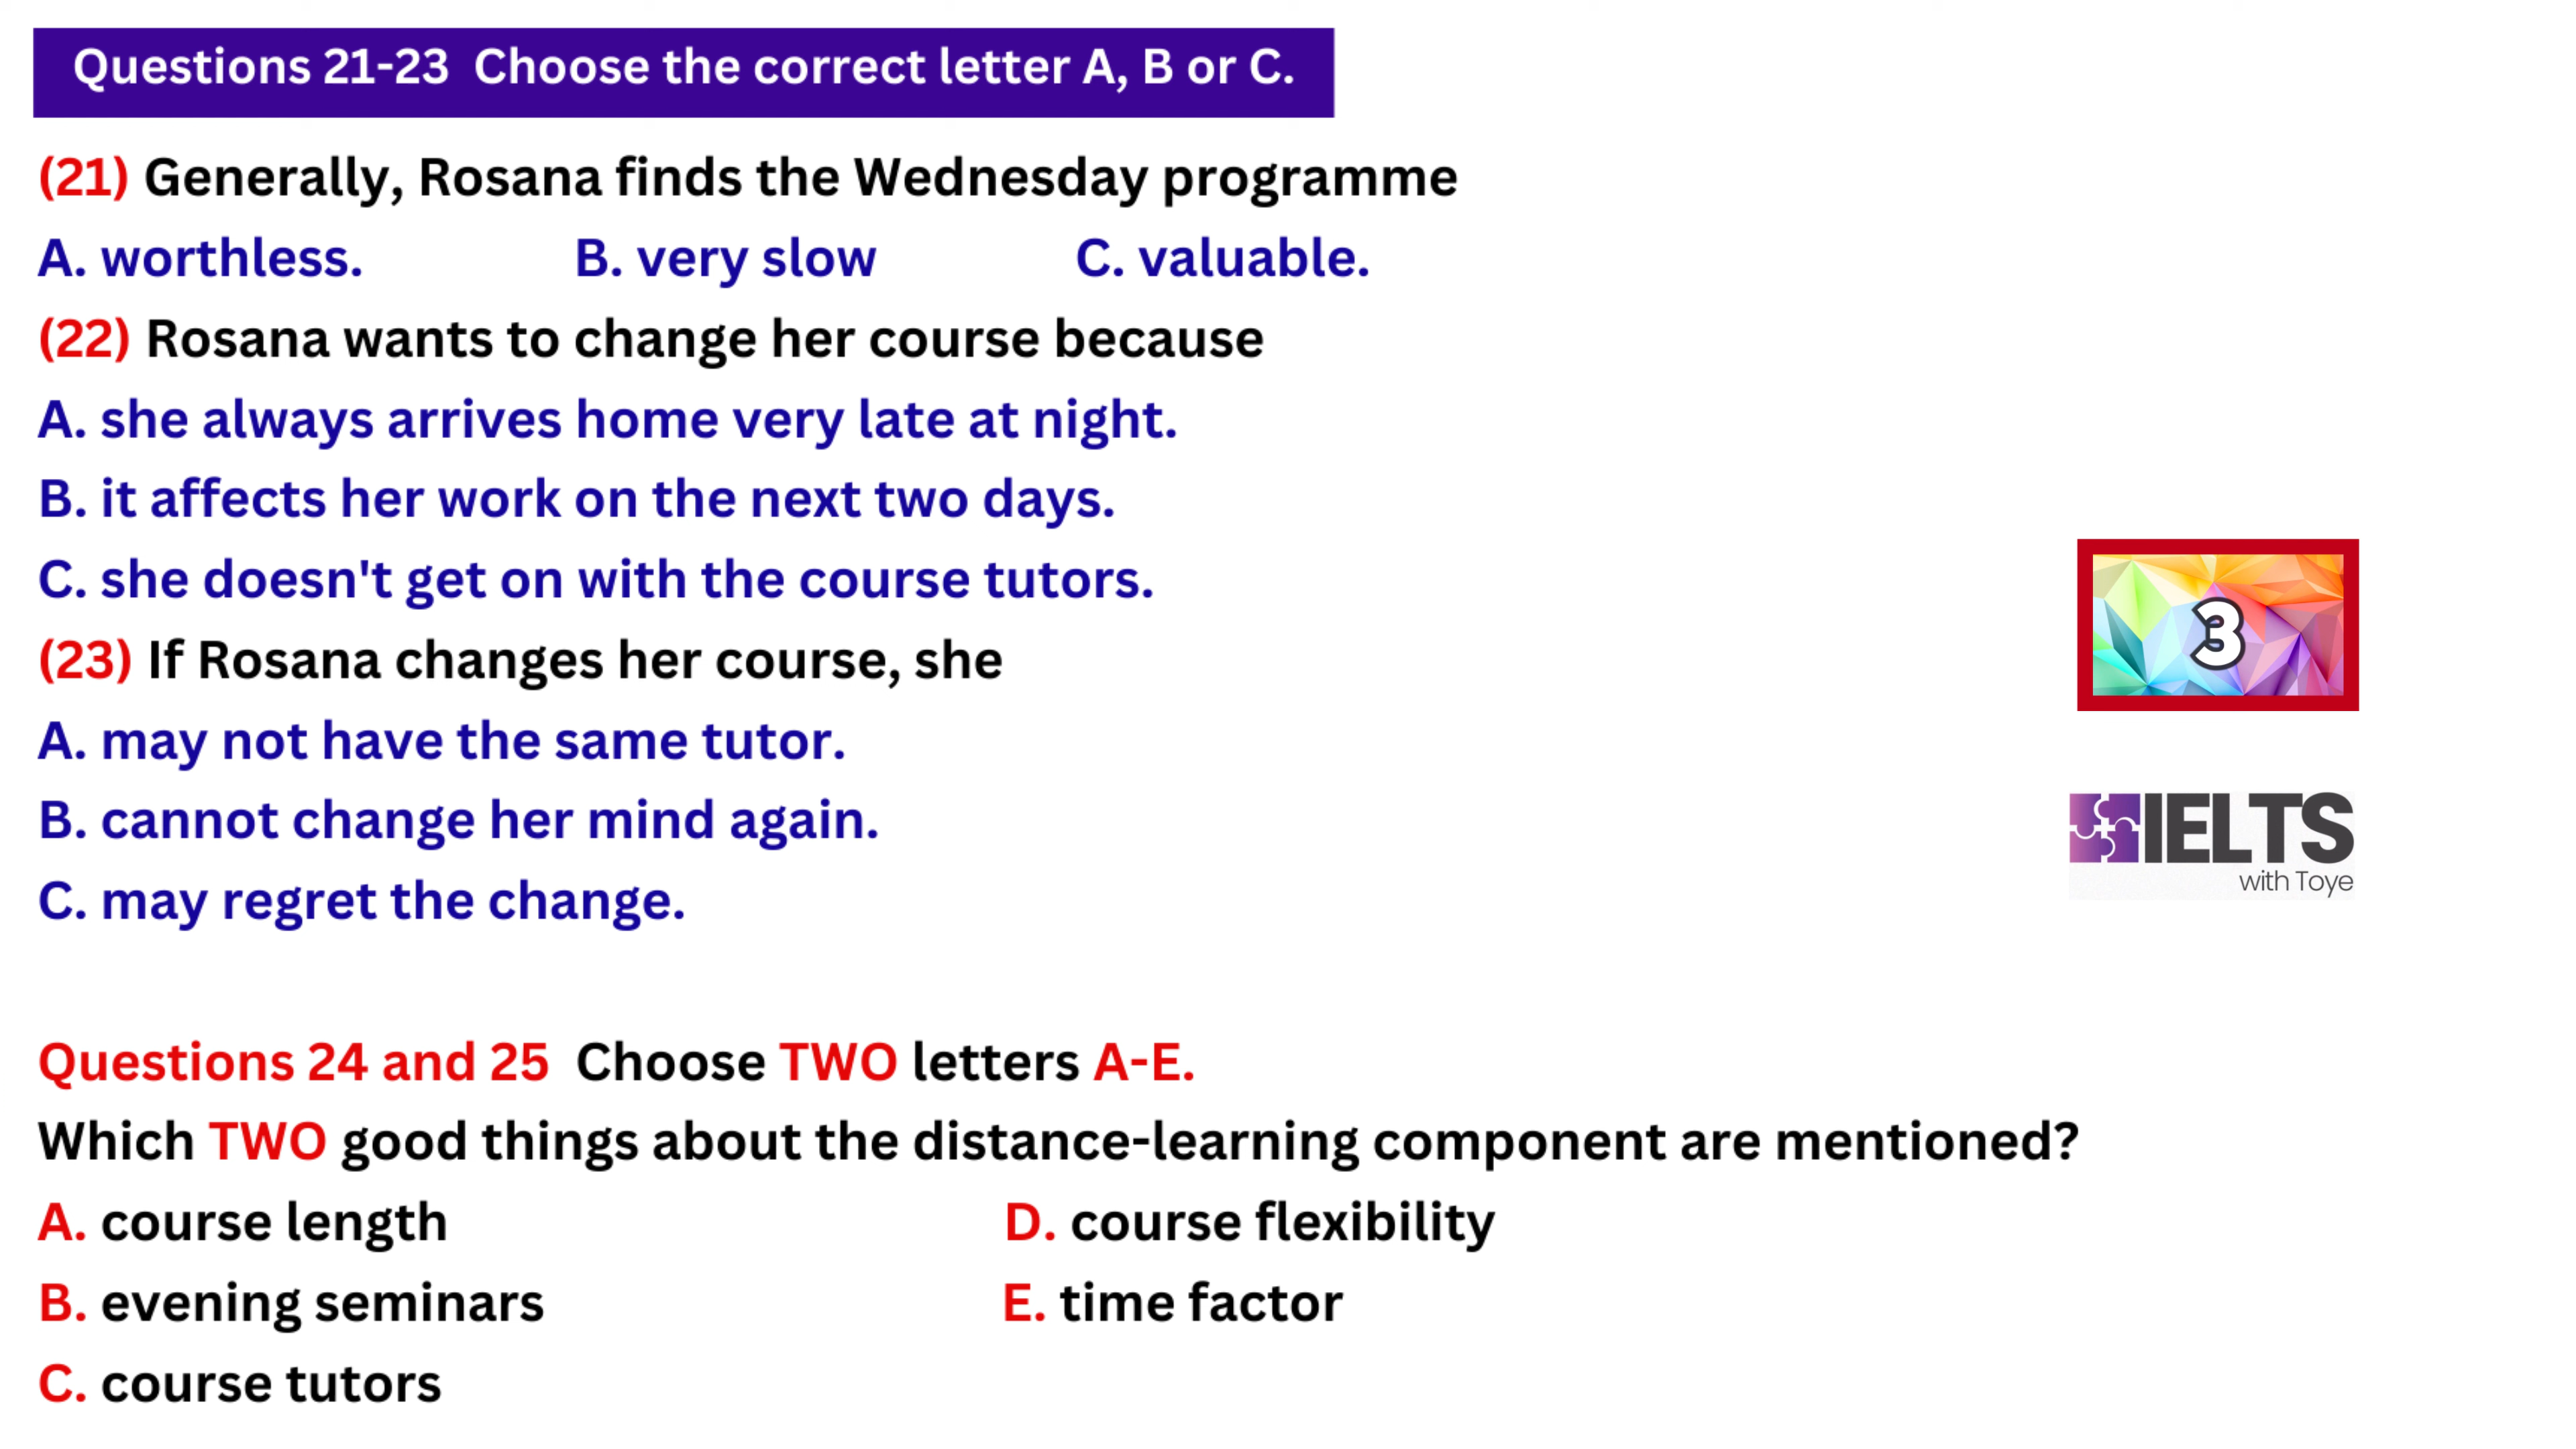 Questions 21-23 Choose the correct letter A, B or C.
(21) Generally, Rosana finds the Wednesday programme
A. worthless. B. very slow C. valuable.
(22) Rosana wants to change her course because
A. she always arrives home very late at night.
B. it affects her work on the next two days.
C. she doesn't get on with the course tutors.
(23) If Rosana changes her course, she
A. may not have the same tutor.
B. cannot change her mind again.
C. may regret the change.
3
IELTS
with Toye
Questions 24 and 25 Choose TWO letters A-E.
Which TWO good things about the distance-learning component are mentioned?
A. course length D. course flexibility
B. evening seminars E. time factor
C. course tutors